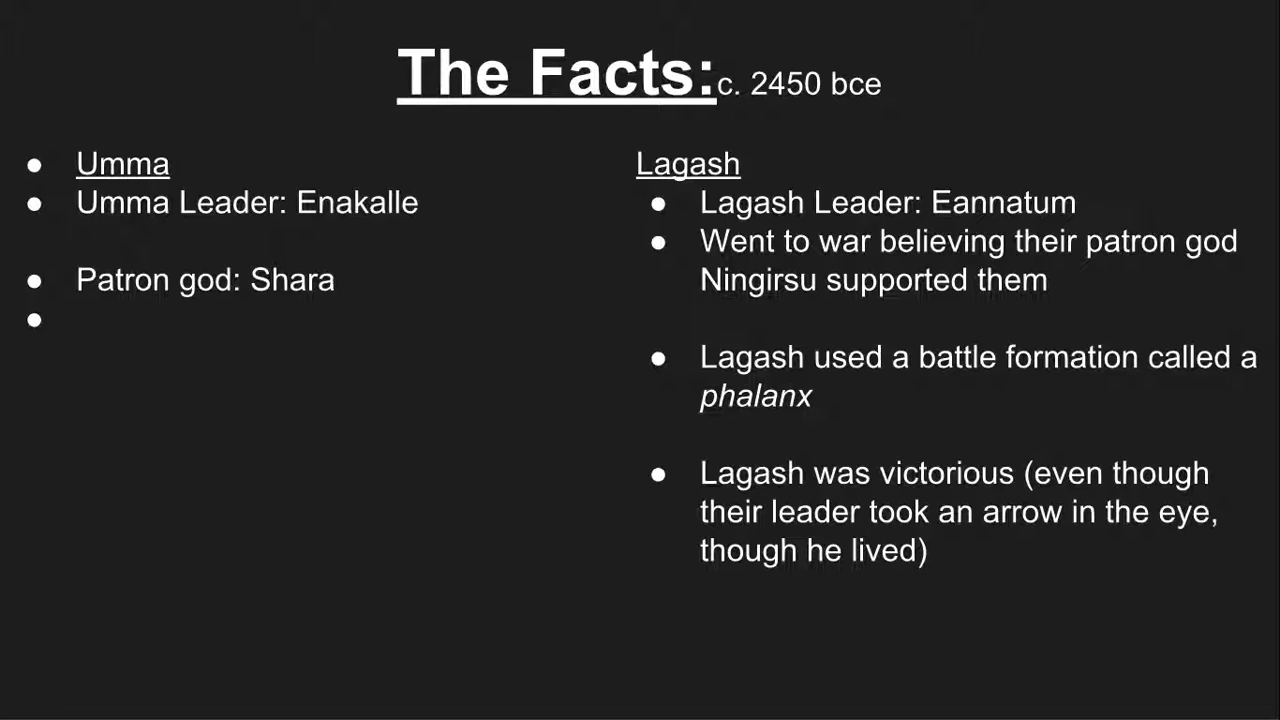 The Facts:c. 2450 bce
● Umma
● Umma Leader: Enakalle
● Patron god: Shara
●
Lagash
● Lagash Leader: Eannatum
● Went to war believing their patron god
Ningirsu supported them
● Lagash used a battle formation called a
phalanx
● Lagash was victorious (even though
their leader took an arrow in the eye,
though he lived)